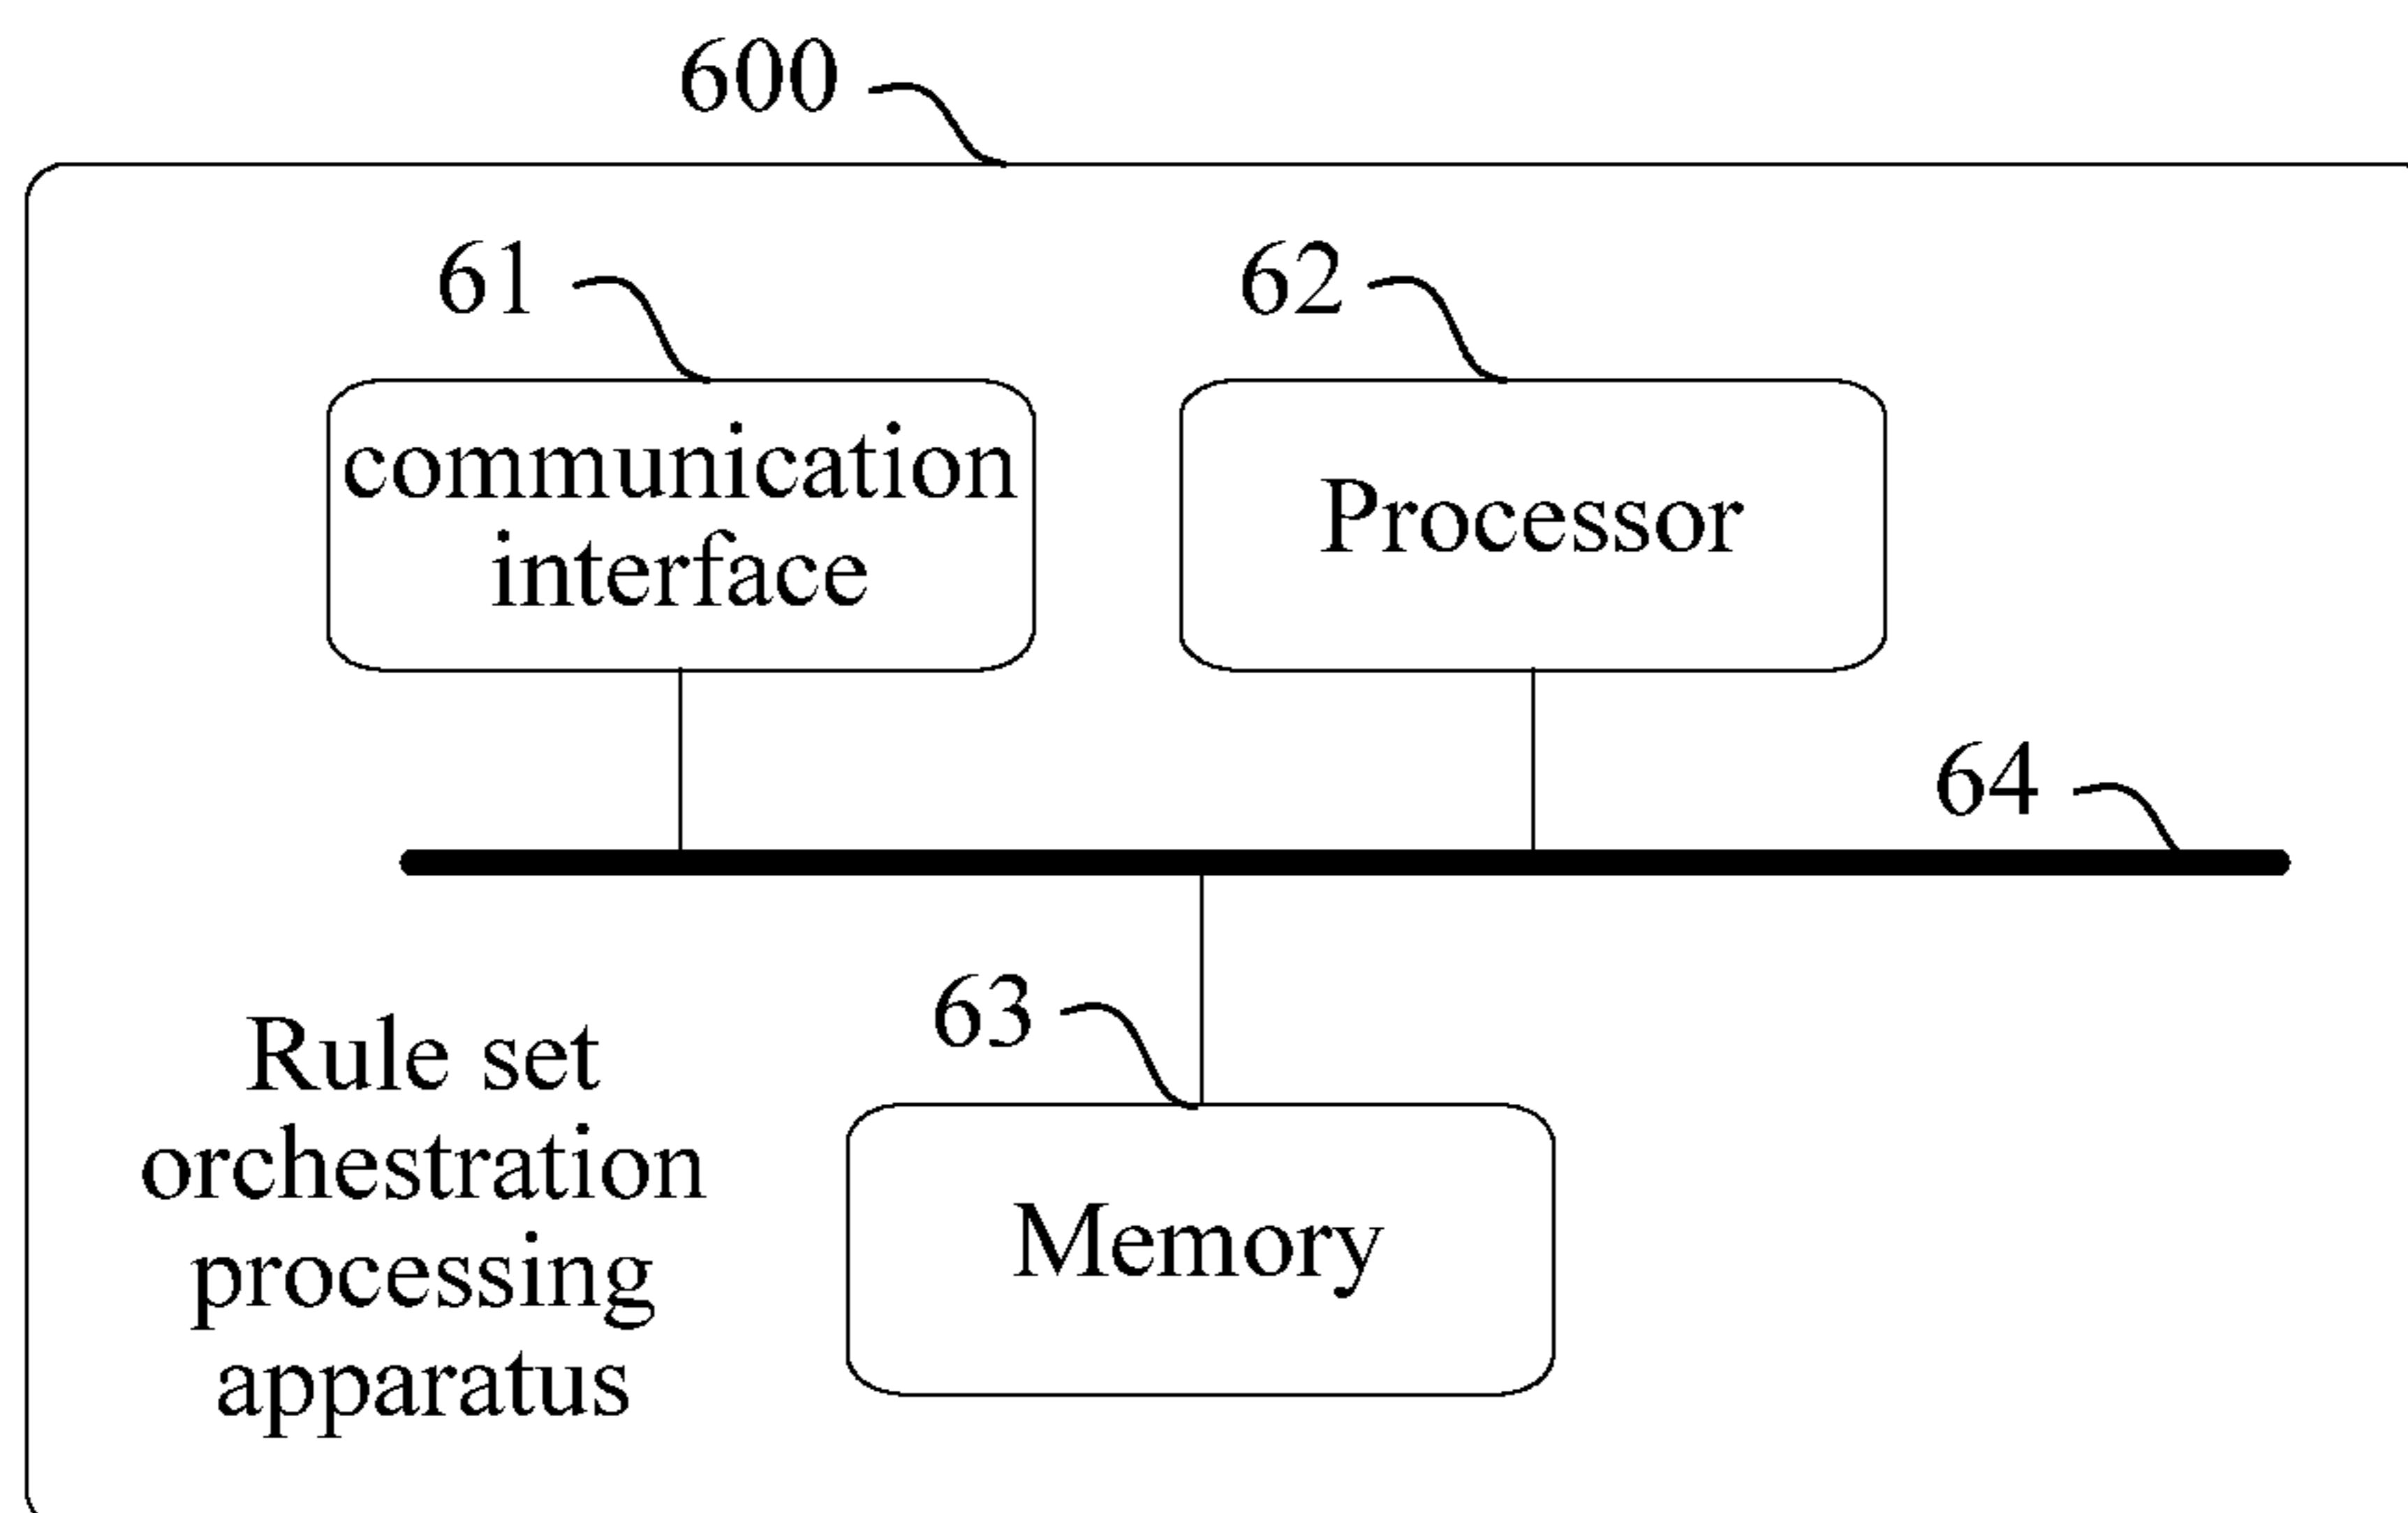 600
61
62
communication
interface
Processor
64
63
Rule set
orchestration
processing
apparatus
Memory